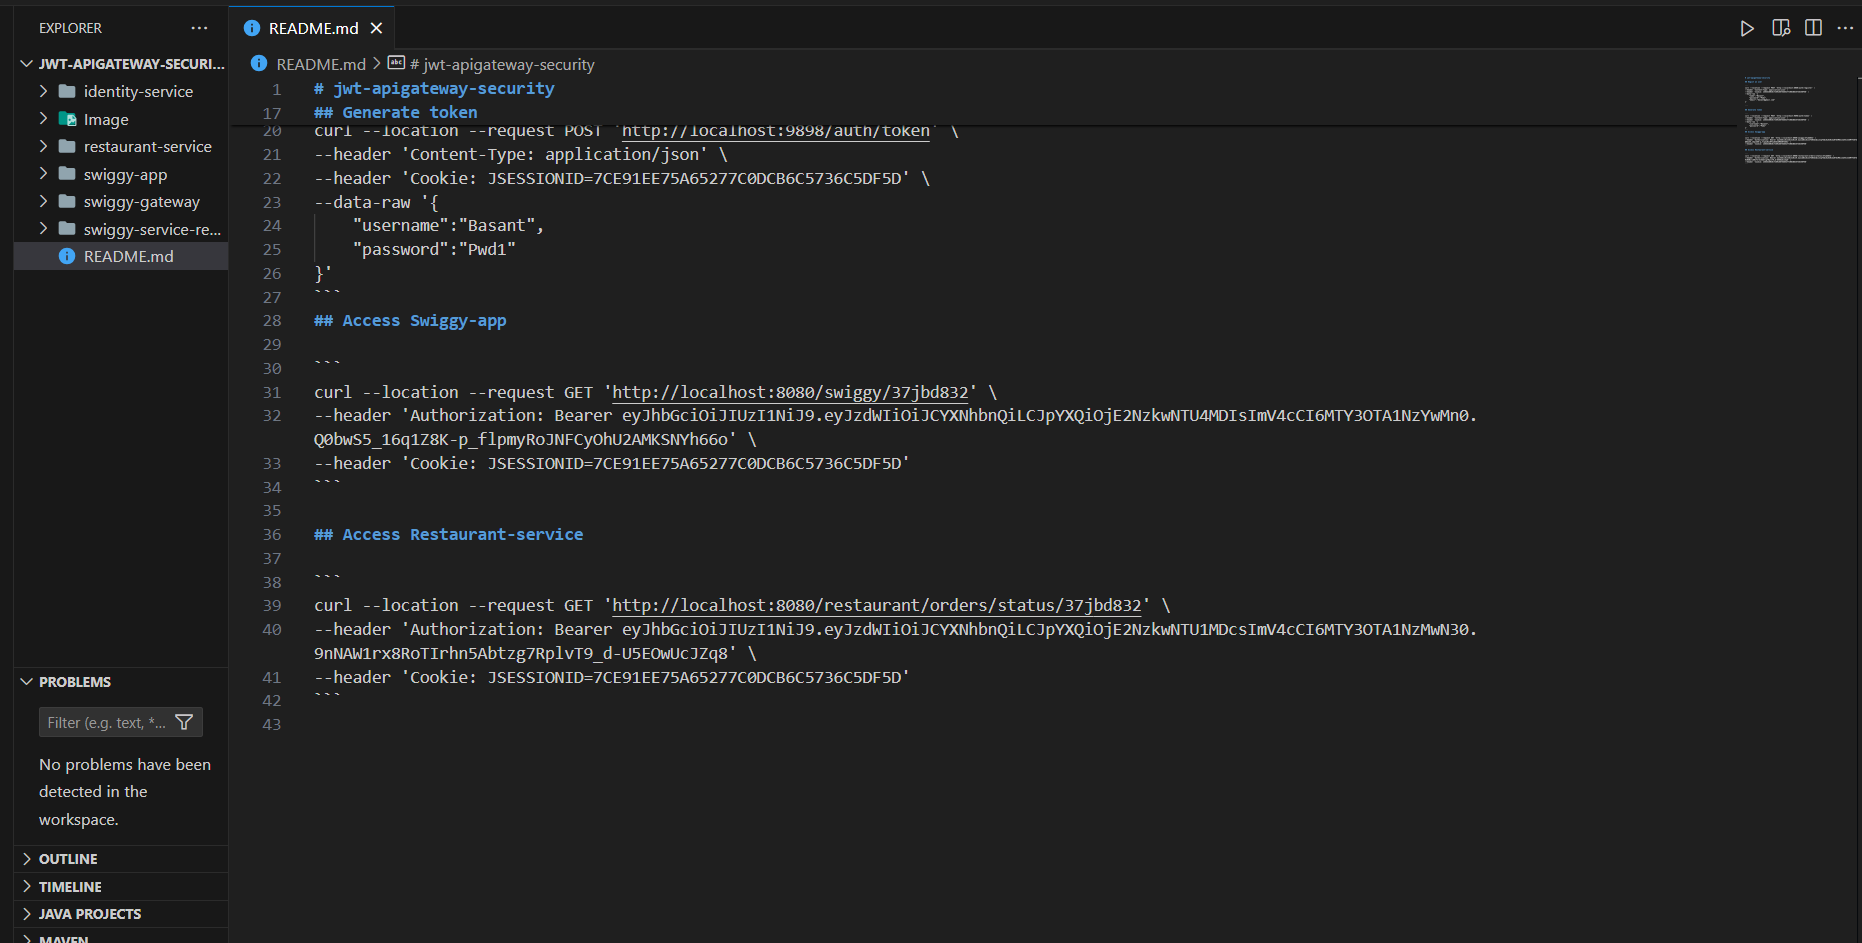 EXPLORER
···
JWT-APIGATEWAY-SECURI...
identity-service
Image
restaurant-service
swiggy-app
swiggy-gateway
swiggy-service-re...
README.md
PROBLEMS
Filter (e.g. text, *...
No problems have been
detected in the
workspace.
OUTLINE
TIMELINE
JAVA PROJECTS
MAVEN
README.md
README.md > abc # jwt-apigateway-security
1 # jwt-apigateway-security
17 ## Generate token
20 curl --location --request POST 'http://localhost:9898/auth/token' \
21 --header 'Content-Type: application/json' \
22 --header 'Cookie: JSESSIONID=7CE91EE75A65277C0DCB6C5736C5DF5D' \
23 --data-raw '{
24 "username":"Basant",
25 "password":"Pwd1"
26 }'
27 ```
28 ## Access Swiggy-app
29
30 ```
31 curl --location --request GET 'http://localhost:8080/swiggy/37jbd832' \
32 --header 'Authorization: Bearer eyJhbGciOiJIUzI1NiJ9.eyJzdWIiOiJCYXNhbnQiLCJpYXQiOjE2NzkwNTU4MDIsImV4cCI6MTY3OTA1NzYwMn0.
Q0bwS5_16q1Z8K-p_flpmyRoJNFCyOhU2AMKSNYh66o' \
33 --header 'Cookie: JSESSIONID=7CE91EE75A65277C0DCB6C5736C5DF5D'
34 ```
35
36 ## Access Restaurant-service
37
38 ```
39 curl --location --request GET 'http://localhost:8080/restaurant/orders/status/37jbd832' \
40 --header 'Authorization: Bearer eyJhbGciOiJIUzI1NiJ9.eyJzdWIiOiJCYXNhbnQiLCJpYXQiOjE2NzkwNTU1MDcsImV4cCI6MTY3OTA1NzMwN30.
9nNAW1rx8RoTIrhn5Abtzg7RplvT9_d-U5EOwUcJZq8' \
41 --header 'Cookie: JSESSIONID=7CE91EE75A65277C0DCB6C5736C5DF5D'
42 ```
43